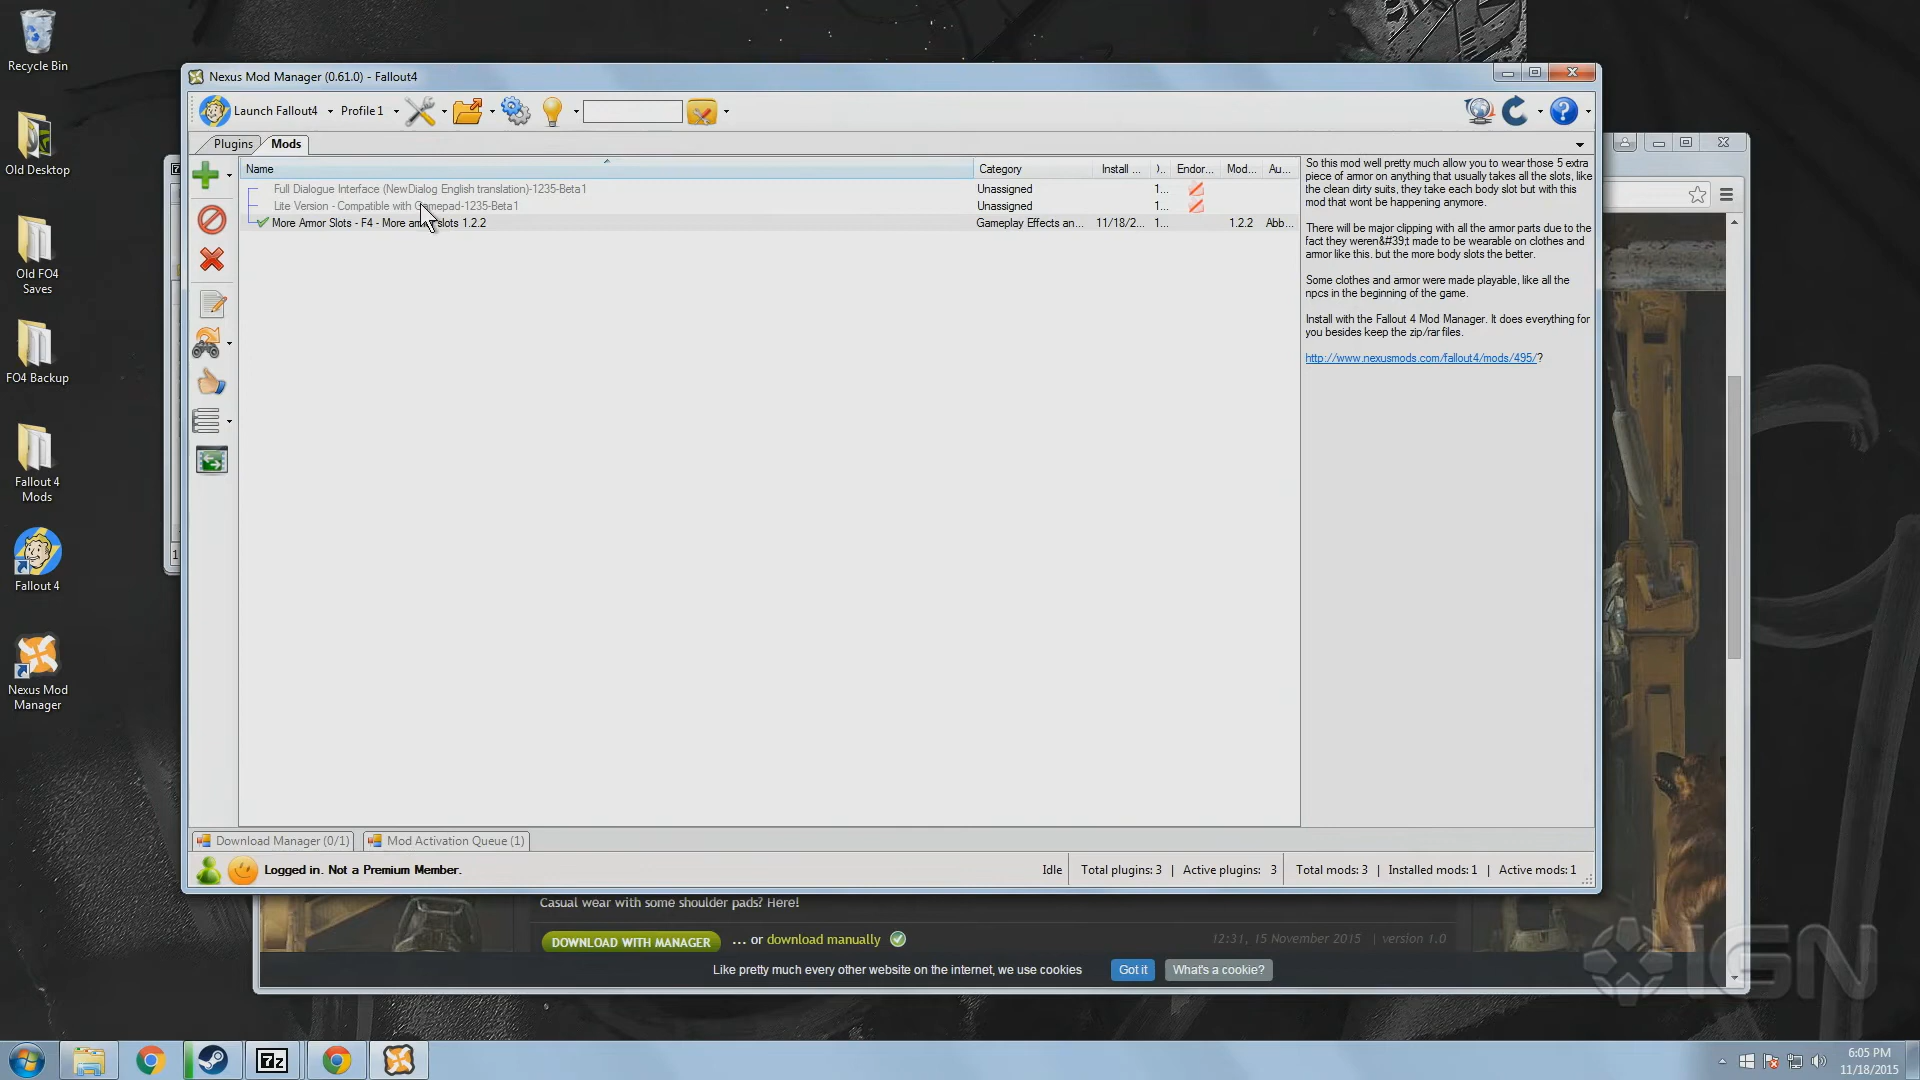 Recycle Bin
Old Desktop
Old FO4
Saves
FO4 Backup
Fallout 4
Mods
Fallout 4
Nexus Mod
Manager
Nexus Mod Manager (0.61.0) - Fallout4
Launch Fallout4
Profile1
Plugins
Mods
Name
Category
Install ...
Endor...
Mod...
Au...
Full Dialogue Interface (NewDialog English translation)-1235-Beta1
Unassigned
1...
Lite Version - Compatible with Gamepad-1235-Beta1
Unassigned
1...
More Armor Slots - F4 - More armor slots 1.2.2
Gameplay Effects an...
11/18/2...
1...
1.2.2
Abb...
So this mod well pretty much allow you to wear those 5 extra
piece of armor on anything that usually takes all the slots, like
the clean dirty suits, they take each body slot but with this
mod that wont be happening anymore.
There will be major clipping with all the armor parts due to the
fact they weren&#39;t made to be wearable on clothes and
armor like this. but the more body slots the better.
Some clothes and armor were made playable, like all the
npcs in the beginning of the game.
Install with the Fallout 4 Mod Manager. It does everything for
you besides keep the zip/rar files.
http://www.nexusmods.com/fallout4/mods/495/?
Download Manager (0/1)
Mod Activation Queue (1)
Logged in. Not a Premium Member.
Idle
Total plugins: 3 | Active plugins: 3
Total mods: 3 | Installed mods: 1 | Active mods: 1
Casual wear with some shoulder pads? Here!
DOWNLOAD WITH MANAGER
... or download manually
12:31, 15 November 2015 | version 1.0
Like pretty much every other website on the internet, we use cookies
Got it
What's a cookie?
IGN
7z
6:05 PM
11/18/2015